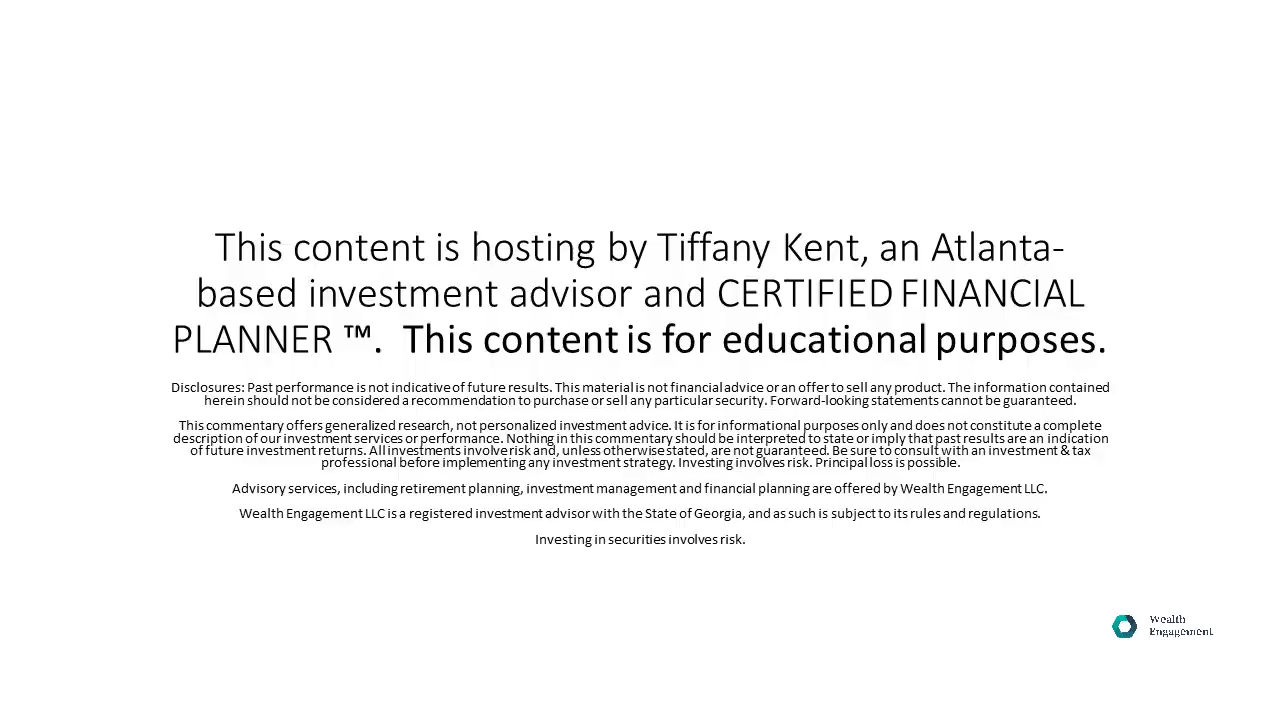 This content is hosting by Tiffany Kent, an Atlanta-
based investment advisor and CERTIFIED FINANCIAL
PLANNER ™. This content is for educational purposes.
Disclosures: Past performance is not indicative of future results. This material is not financial advice or an offer to sell any product. The information contained
herein should not be considered a recommendation to purchase or sell any particular security. Forward-looking statements cannot be guaranteed.
This commentary offers generalized research, not personalized investment advice. It is for informational purposes only and does not constitute a complete
description of our investment services or performance. Nothing in this commentary should be interpreted to state or imply that past results are an indication
of future investment returns. All investments involve risk and, unless otherwise stated, are not guaranteed. Be sure to consult with an investment & tax
professional before implementing any investment strategy. Investing involves risk. Principal loss is possible.
Advisory services, including retirement planning, investment management and financial planning are offered by Wealth Engagement LLC.
Wealth Engagement LLC is a registered investment advisor with the State of Georgia, and as such is subject to its rules and regulations.
Investing in securities involves risk.
Wealth
Engagement